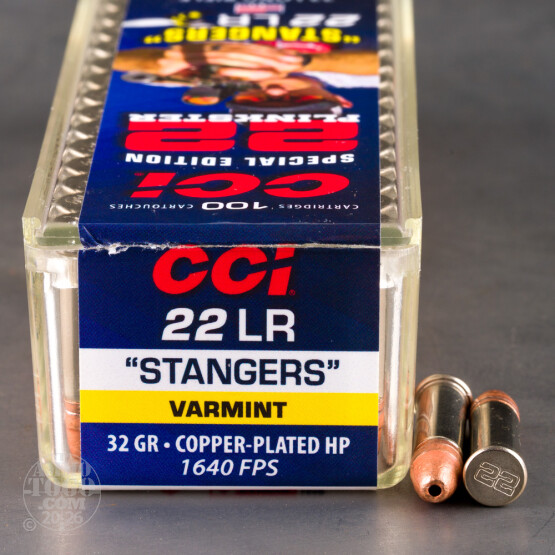 "STANGERS"
22 LR
SPECIAL EDITION
22
PLINKSTER
CCI
100 CARTRIDGES CARTOUCHES
CCI
22 LR
"STANGERS"
VARMINT
32 GR • COPPER-PLATED HP
1640 FPS
22